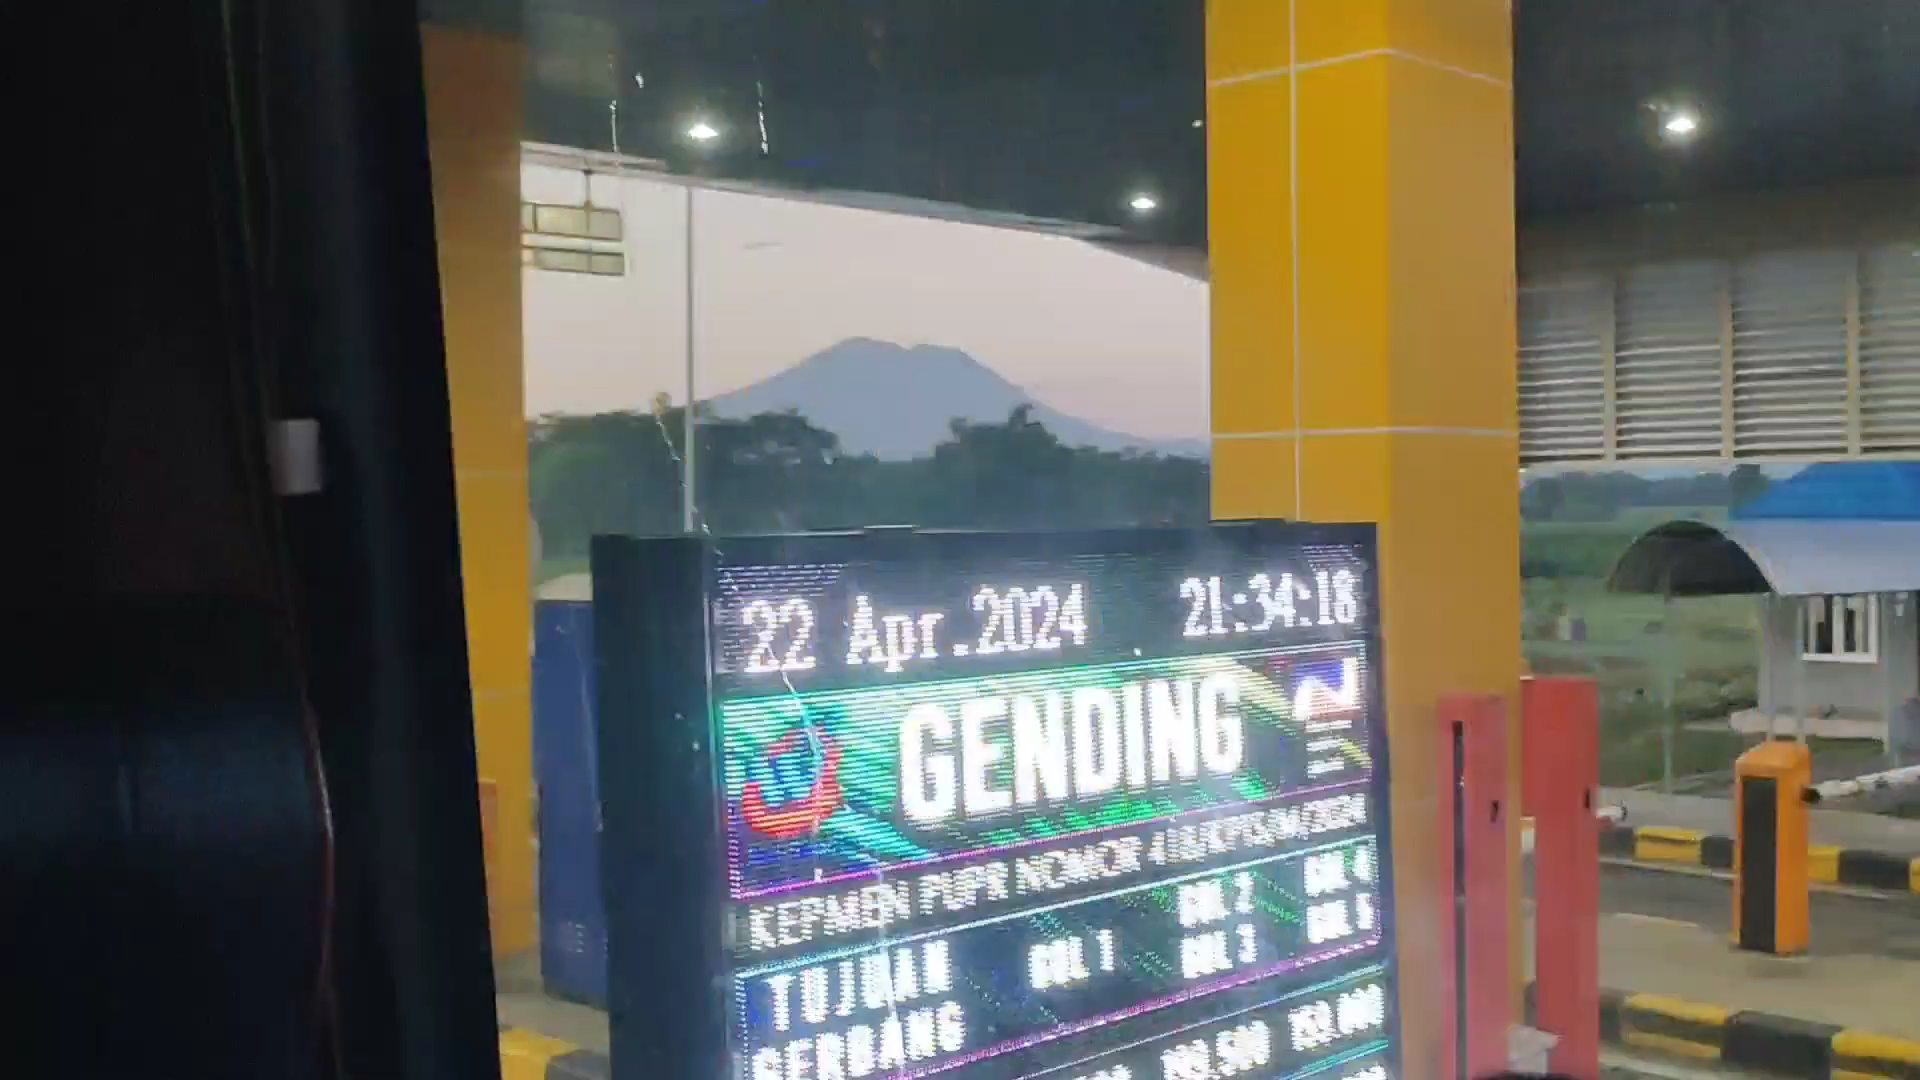 22 Apr.2024 21:34:18
GENDING
KEPMEN PUPR NOMOR
TUJUAN GOL 1 GOL 2 GOL 4
GERBANG GOL 3 GOL 5